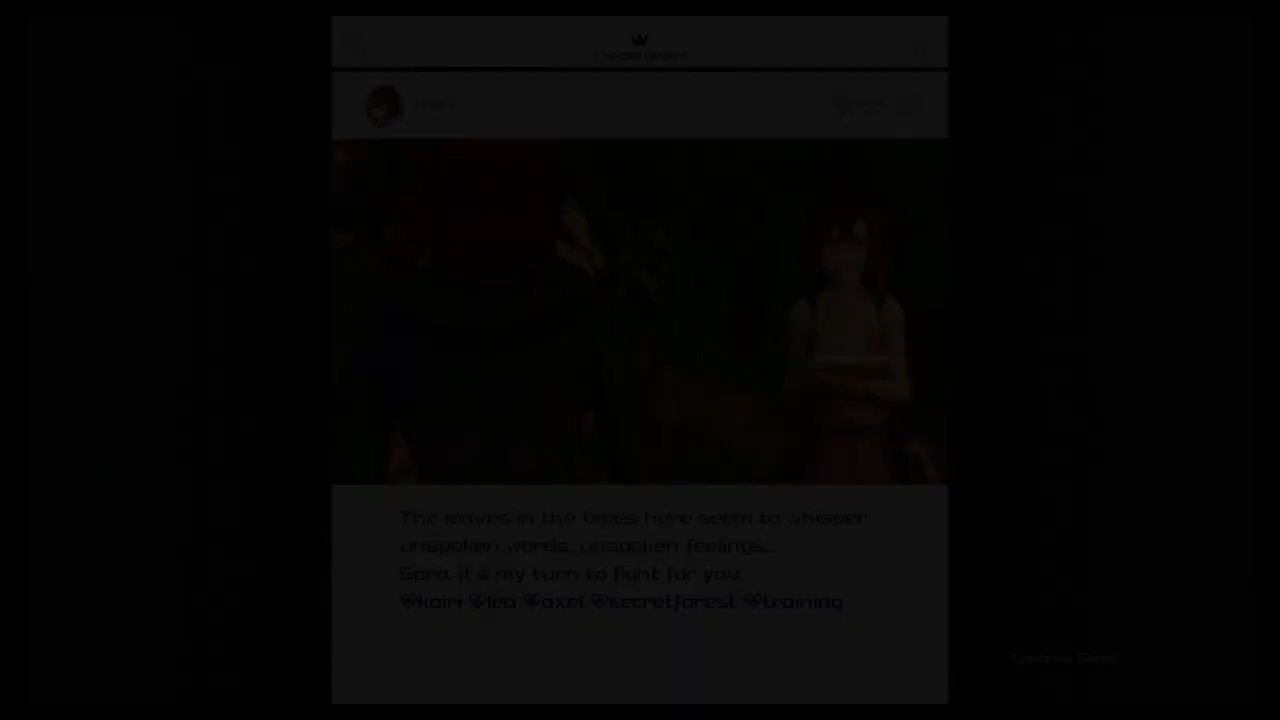 The leaves in the trees here seem to whisper
unspoken words, unspoken feelings...
Sora, it's my turn to fight for you.
kairi lea axel secretforest training